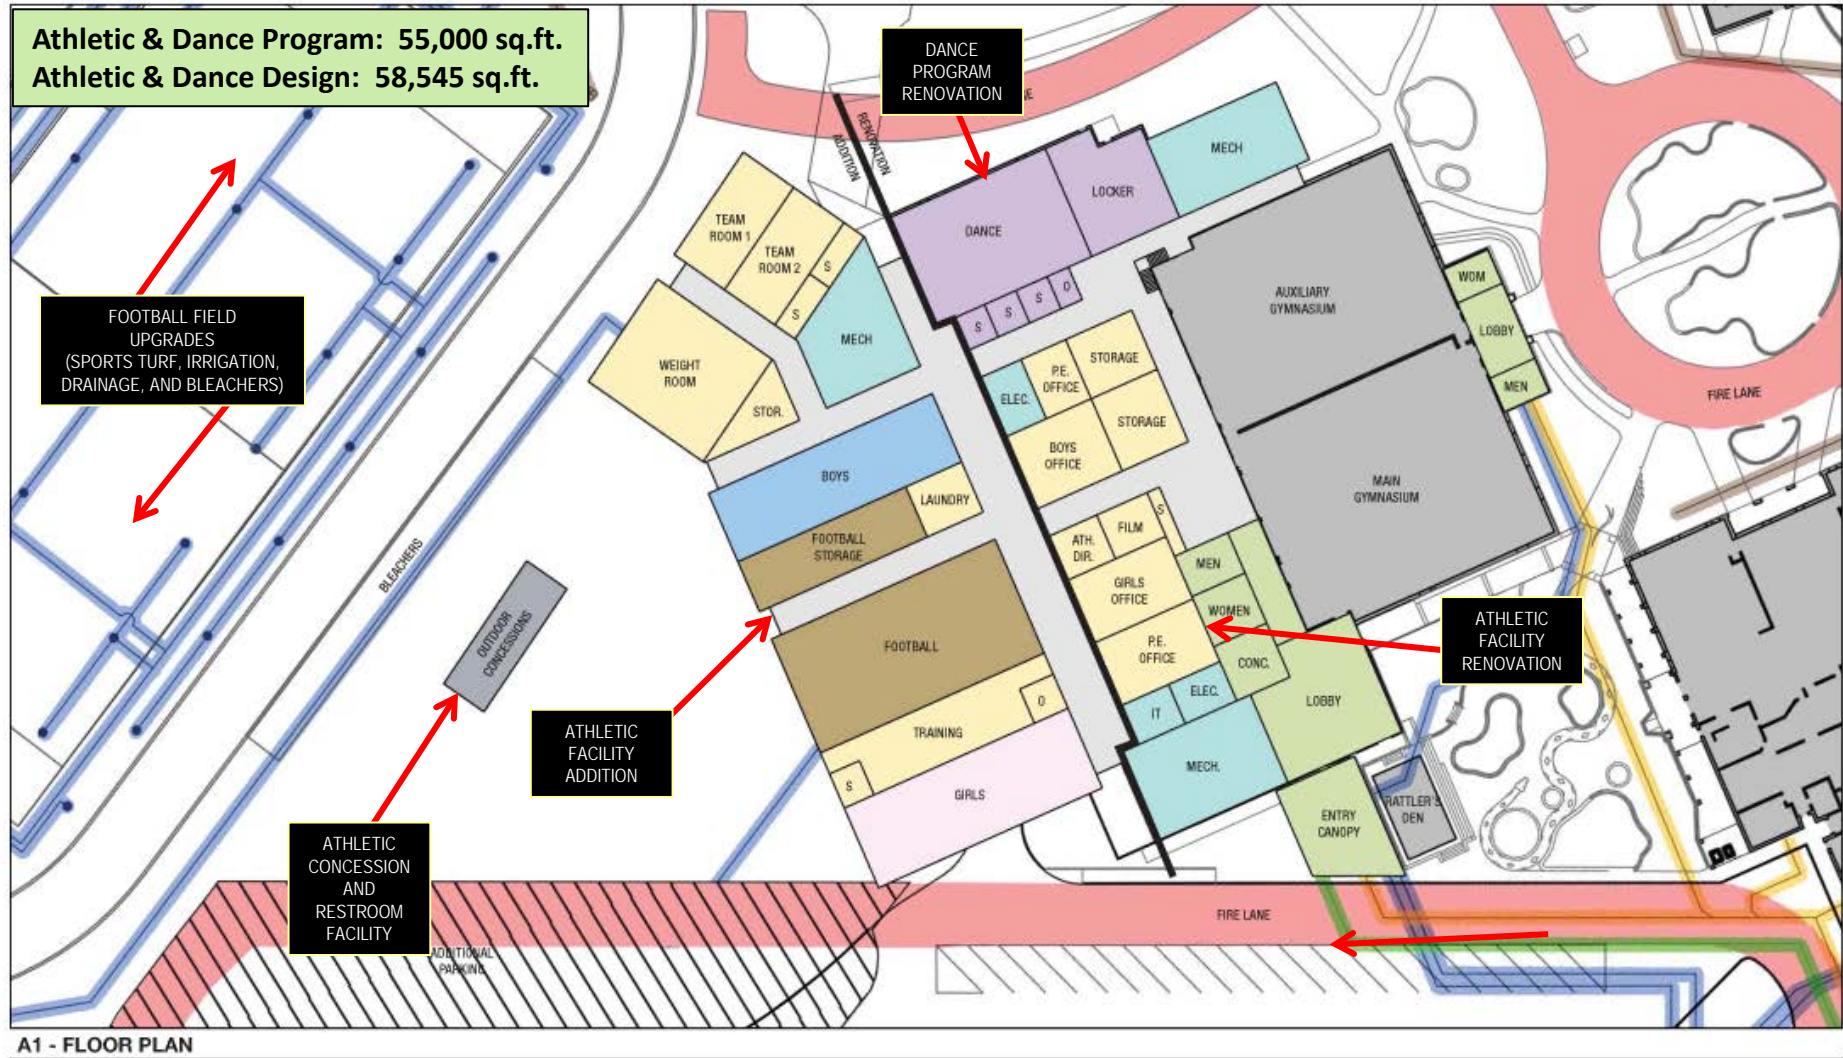 Athletic & Dance Program:  55,000 sq.ft.
Athletic & Dance Design:  58,545 sq.ft.
DANCE
PROGRAM
RENOVATION
RENOVATION
ADDITION
MECH
LOCKER
DANCE
S
S
S
O
TEAM
ROOM 1
TEAM
ROOM 2
S
S
MECH
WEIGHT
ROOM
STOR.
FOOTBALL FIELD
UPGRADES
(SPORTS TURF, IRRIGATION,
DRAINAGE, AND BLEACHERS)
AUXILIARY
GYMNASIUM
WOM
LOBBY
MEN
FIRE LANE
ELEC.
P.E.
OFFICE
STORAGE
STORAGE
BOYS
OFFICE
MAIN
GYMNASIUM
BOYS
LAUNDRY
FOOTBALL
STORAGE
ATH.
DIR.
FILM
S
GIRLS
OFFICE
MEN
WOMEN
P.E.
OFFICE
CONC.
ELEC.
IT
LOBBY
MECH.
BLEACHERS
OUTDOOR
CONCESSIONS
FOOTBALL
TRAINING
O
S
GIRLS
ATHLETIC
FACILITY
RENOVATION
ATHLETIC
FACILITY
ADDITION
ENTRY
CANOPY
RATTLER'S
DEN
ATHLETIC
CONCESSION
AND
RESTROOM
FACILITY
ADDITIONAL
PARKING
FIRE LANE
A1 - FLOOR PLAN